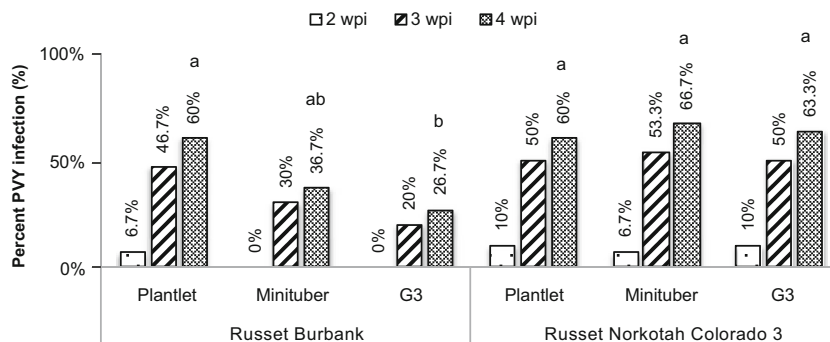 2 wpi 3 wpi 4 wpi
Percent PVY infection (%)
100%
50%
0%
a ab b a a a
6.7% 46.7% 60% 0% 30% 36.7% 0% 20% 26.7% 10% 50% 60% 6.7% 53.3% 66.7% 10% 50% 63.3%
Plantlet Minituber G3 Plantlet Minituber G3
Russet Burbank Russet Norkotah Colorado 3